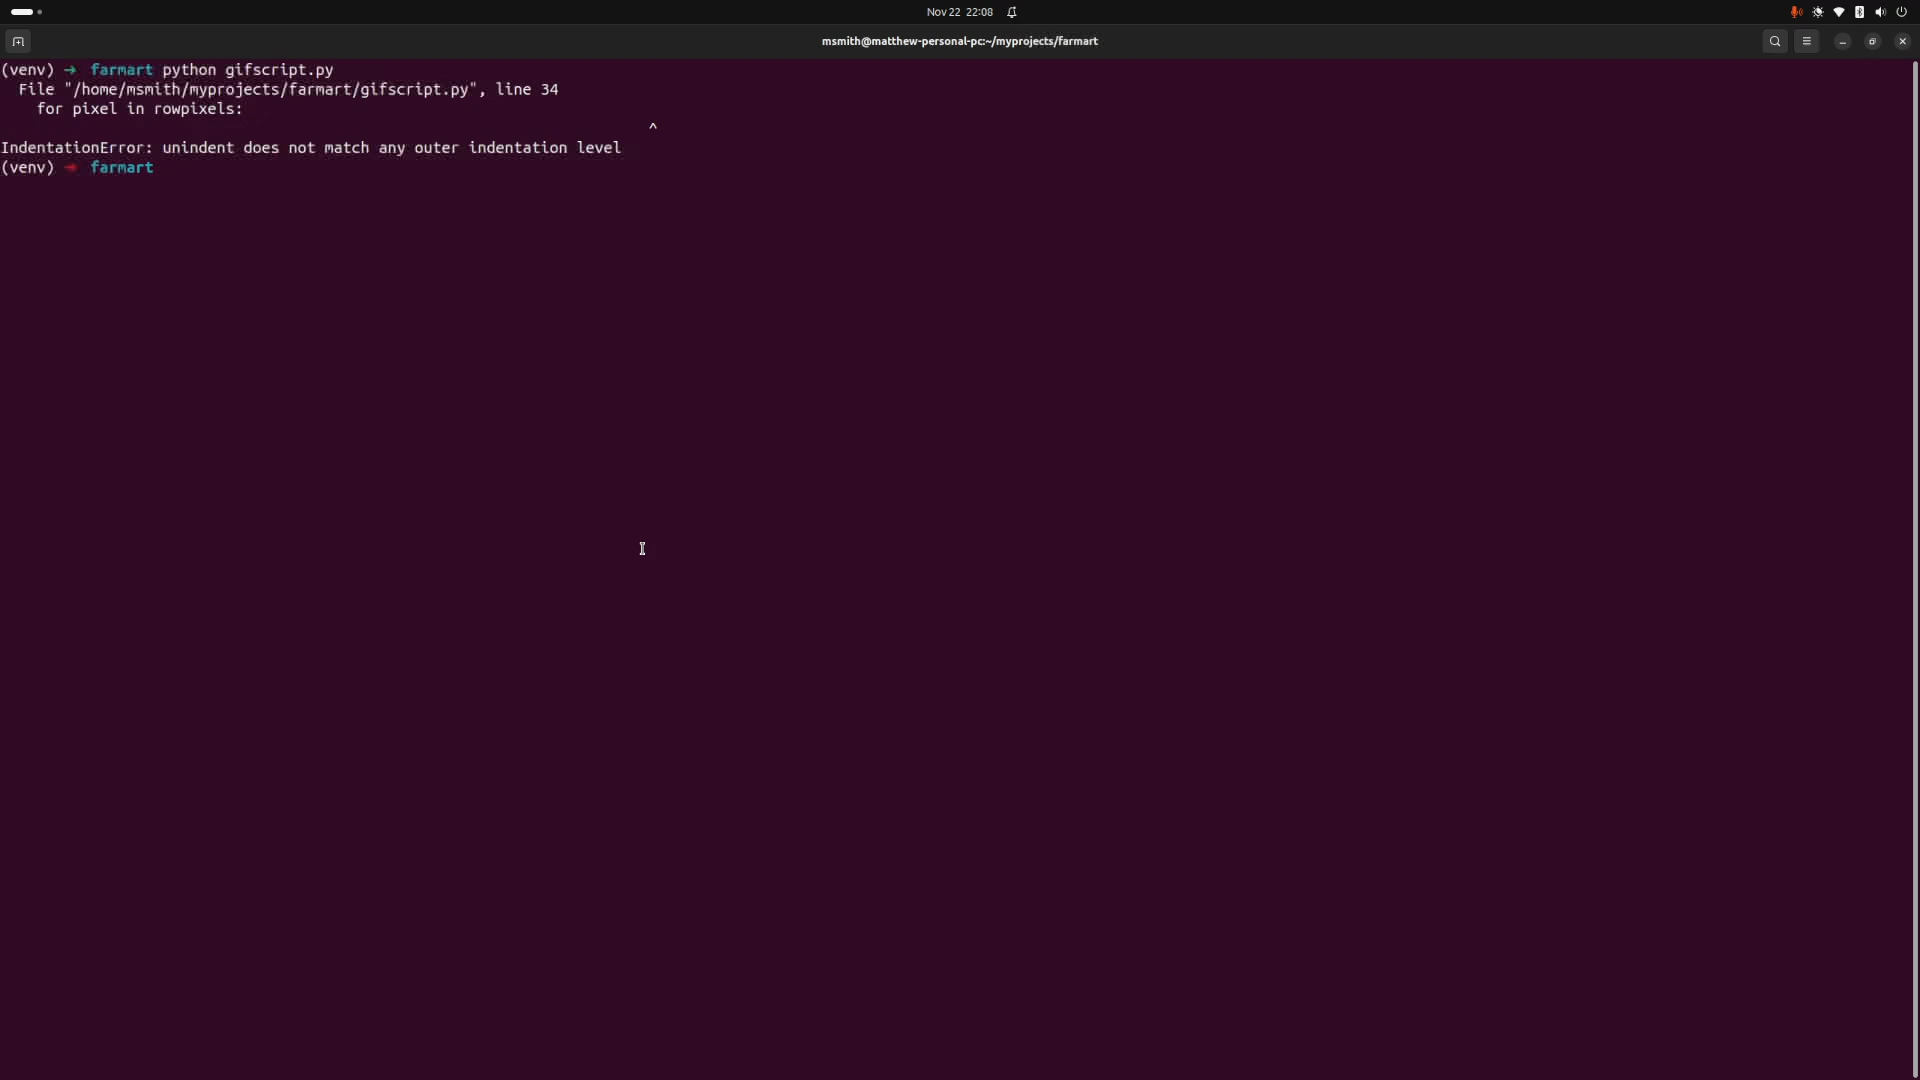 Nov 22 22:08
msmith@matthew-personal-pc:~/myprojects/farmart
(venv) → farmart python gifscript.py
File "/home/msmith/myprojects/farmart/gifscript.py", line 34
for pixel in rowpixels:
^
IndentationError: unindent does not match any outer indentation level
(venv) → farmart